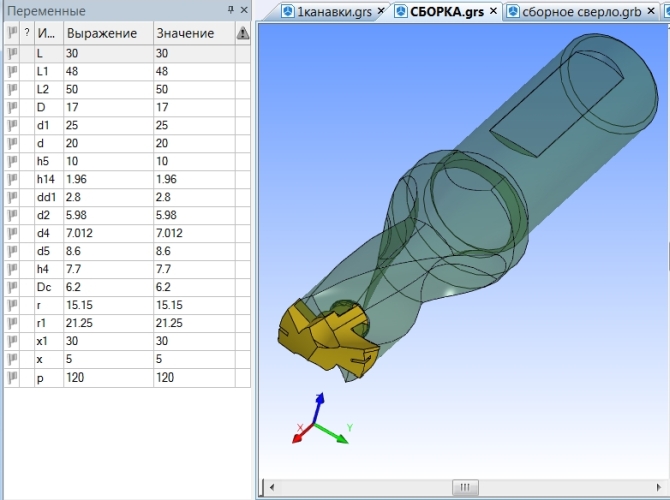 Переменные
? И... Выражение Значение
L 30 30
L1 48 48
L2 50 50
D 17 17
d1 25 25
d 20 20
h5 10 10
h14 1.96 1.96
dd1 2.8 2.8
d2 5.98 5.98
d4 7.012 7.012
d5 8.6 8.6
h4 7.7 7.7
Dc 6.2 6.2
r 15.15 15.15
r1 21.25 21.25
x1 30 30
x 5 5
p 120 120
1канавки.grs СБОРКА.grs сборное сверло.grb
Z
X Y